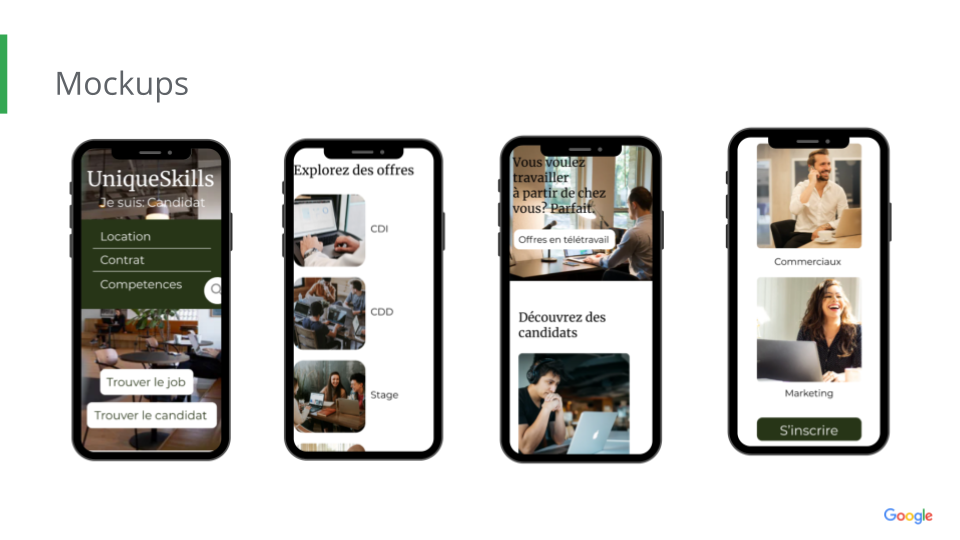 Mockups
UniqueSkills
Je suis: Candidat
Location
Contrat
Competences
Trouver le job
Trouver le candidat
Explorez des offres
CDI
CDD
Stage
Vous voulez
travailler
à partir de chez
vous? Parfait.
Offres en télétravail
Découvrez des
candidats
Commerciaux
Marketing
S'inscrire
Google